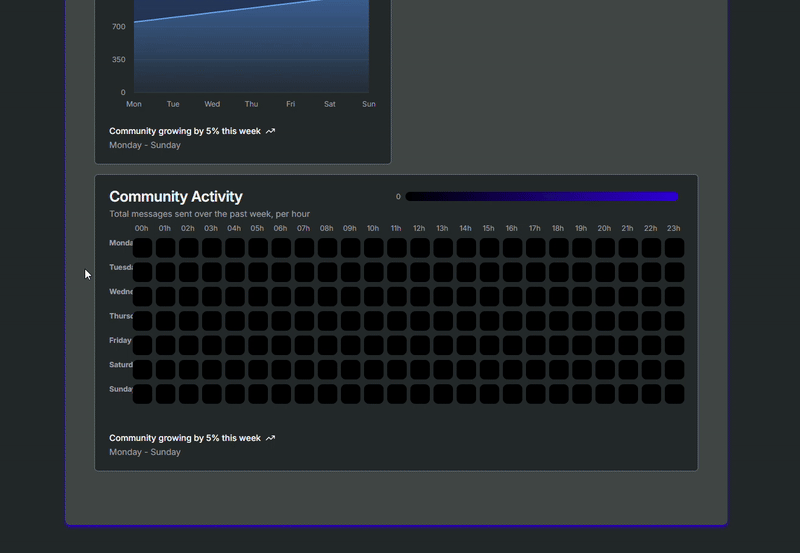 700
350
0
Mon Tue Wed Thu Fri Sat Sun
Community growing by 5% this week
Monday - Sunday
Community Activity
0
Total messages sent over the past week, per hour
00h 01h 02h 03h 04h 05h 06h 07h 08h 09h 10h 11h 12h 13h 14h 15h 16h 17h 18h 19h 20h 21h 22h 23h
Monda
Tuesda
Wedne
Thursd
Friday
Saturd
Sunday
Community growing by 5% this week
Monday - Sunday